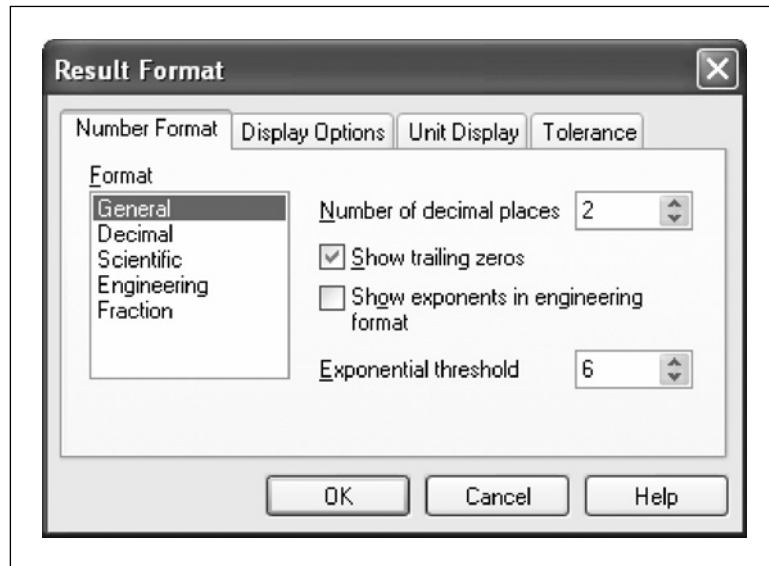 Result Format
Number Format Display Options Unit Display Tolerance
Format
General
Decimal
Scientific
Engineering
Fraction
Number of decimal places 2
Show trailing zeros
Show exponents in engineering
format
Exponential threshold 6
OK Cancel Help